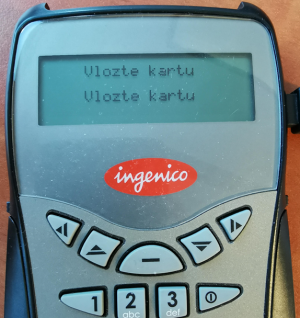 Vlozte kartu
Vlozte kartu
ingenico
1
2
abc
3
def